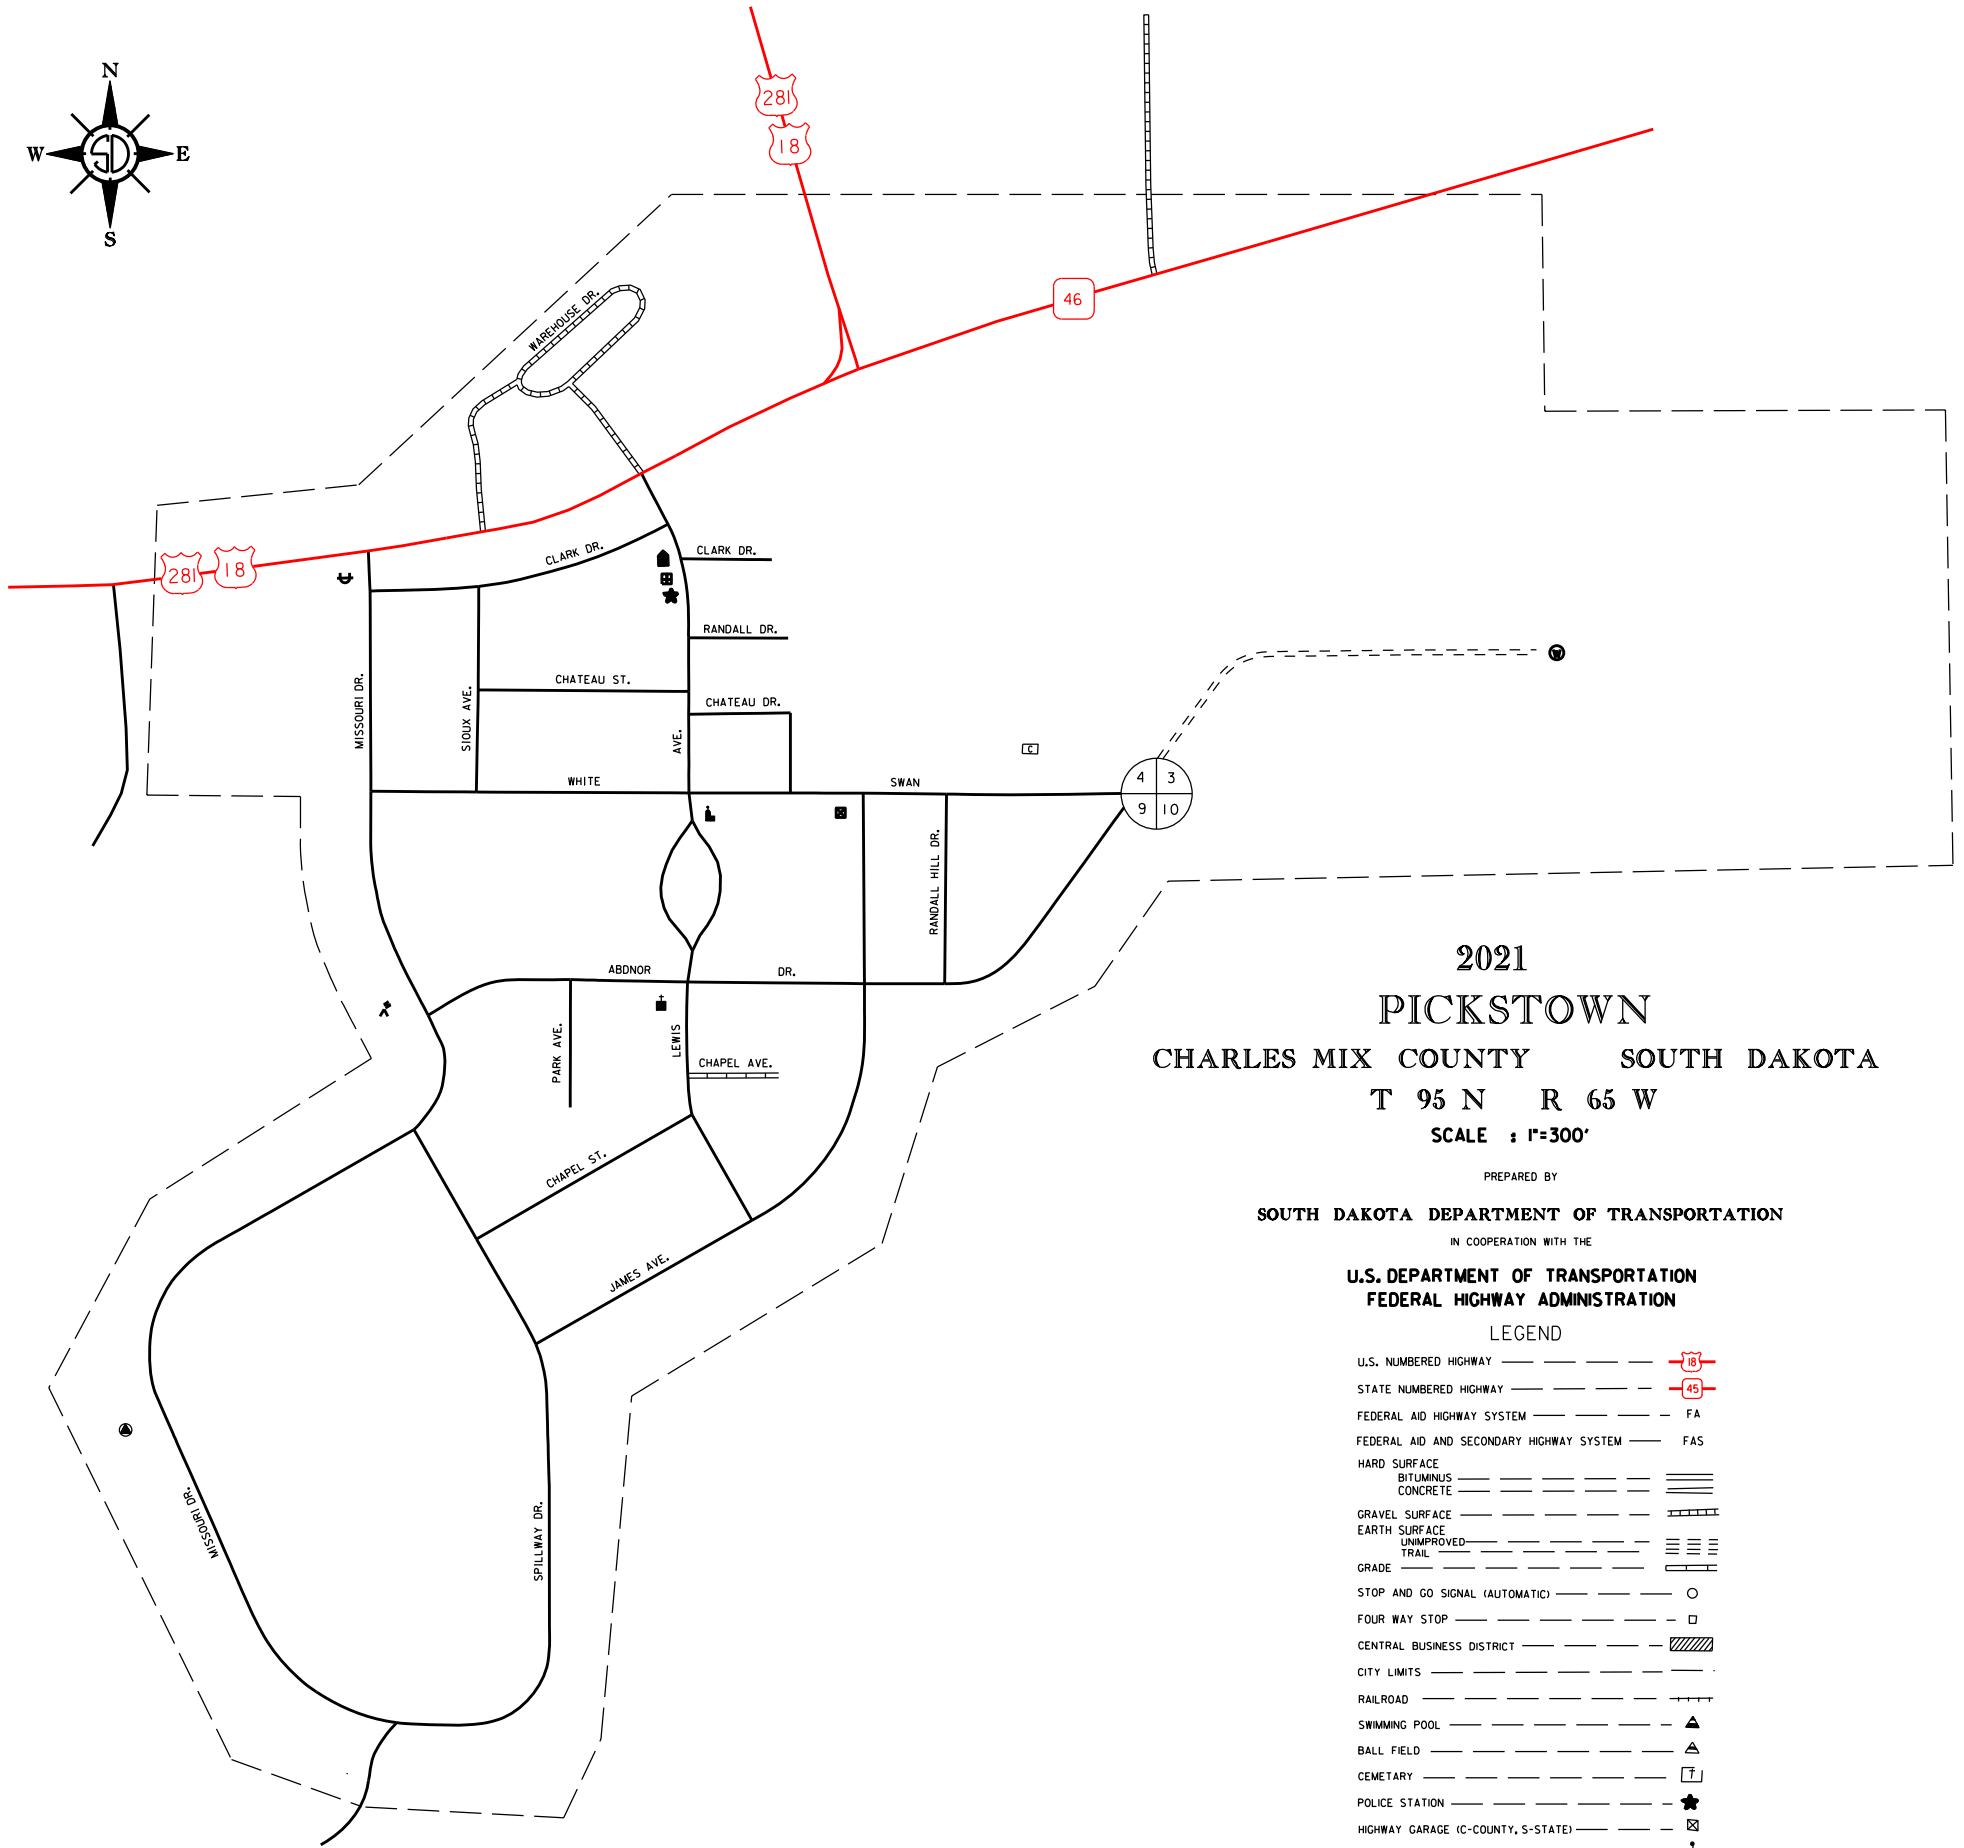 N
W E
S
281
18
46
WAREHOUSE DR.
281
18
CLARK DR.
CLARK DR.
RANDALL DR.
MISSOURI DR.
SIOUX AVE.
CHATEAU ST.
AVE.
CHATEAU DR.
C
WHITE SWAN
4 3
9 10
RANDALL HILL DR.
ABDNOR DR.
PARK AVE.
LEWIS
CHAPEL AVE.
CHAPEL ST.
JAMES AVE.
MISSOURI DR.
SPILLWAY DR.
2021
PICKSTOWN
CHARLES MIX COUNTY SOUTH DAKOTA
T 95 N R 65 W
SCALE : 1"=300'
PREPARED BY
SOUTH DAKOTA DEPARTMENT OF TRANSPORTATION
IN COOPERATION WITH THE
U.S. DEPARTMENT OF TRANSPORTATION
FEDERAL HIGHWAY ADMINISTRATION
LEGEND
U.S. NUMBERED HIGHWAY 18
STATE NUMBERED HIGHWAY 45
FEDERAL AID HIGHWAY SYSTEM FA
FEDERAL AID AND SECONDARY HIGHWAY SYSTEM FAS
HARD SURFACE
BITUMINUS
CONCRETE
GRAVEL SURFACE
EARTH SURFACE
UNIMPROVED
TRAIL
GRADE
STOP AND GO SIGNAL (AUTOMATIC)
FOUR WAY STOP
CENTRAL BUSINESS DISTRICT
CITY LIMITS
RAILROAD
SWIMMING POOL
BALL FIELD
CEMETARY
POLICE STATION
HIGHWAY GARAGE (C-COUNTY, S-STATE)